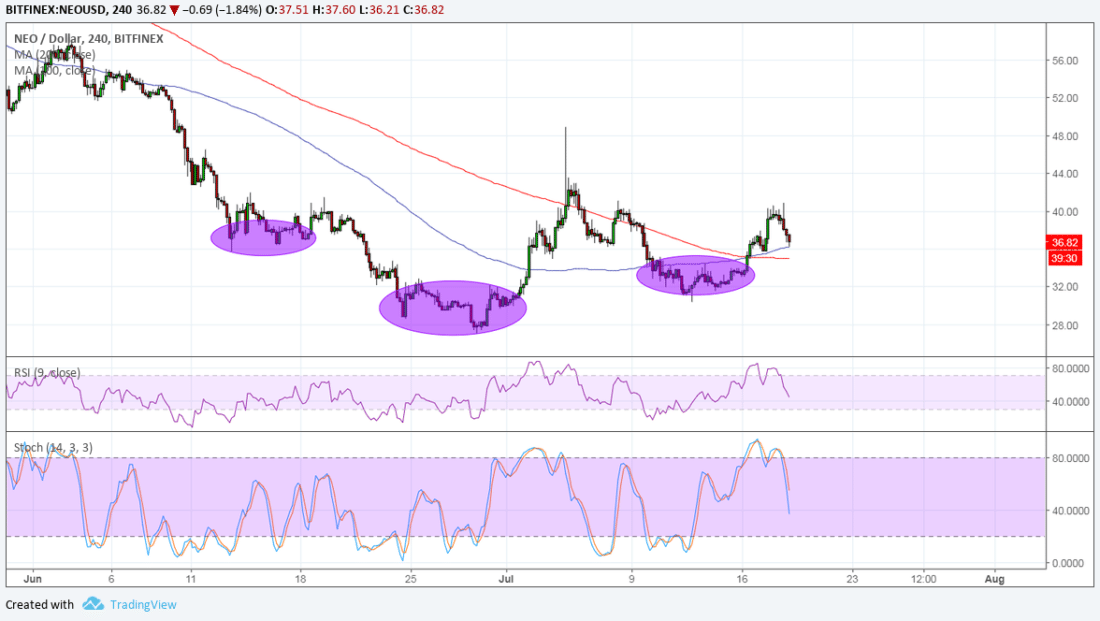 BITFINEX:NEOUSD, 240 36.82 ▼ −0.69 (−1.84%) O:37.51 H:37.60 L:36.21 C:36.82
NEO / Dollar, 240, BITFINEX
MA (200, close)
MA (100, close)
56.00
52.00
48.00
44.00
40.00
36.82
39:30
32.00
28.00
RSI (9, close)
80.0000
40.0000
Stoch (14, 3, 3)
80.0000
40.0000
0.0000
Jun 6 11 18 25 Jul 9 16 23 12:00 Aug
Created with TradingView